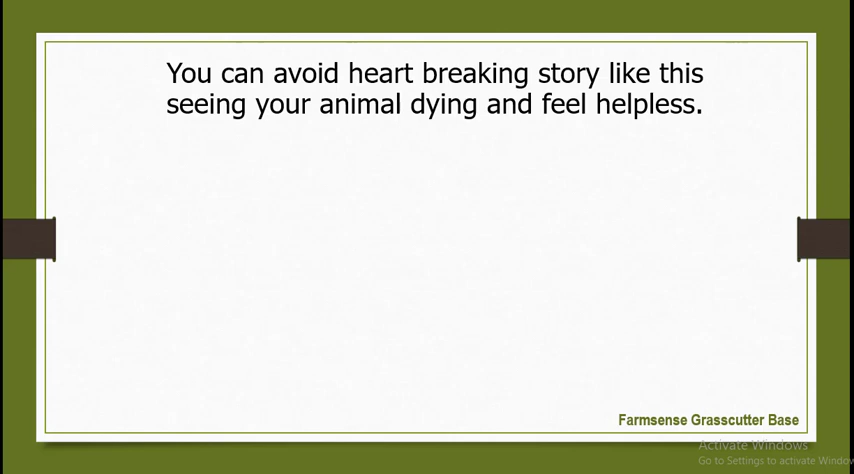 You can avoid heart breaking story like this
seeing your animal dying and feel helpless.
Farmsense Grasscutter Base
Activate Windows
Go to Settings to activate Window